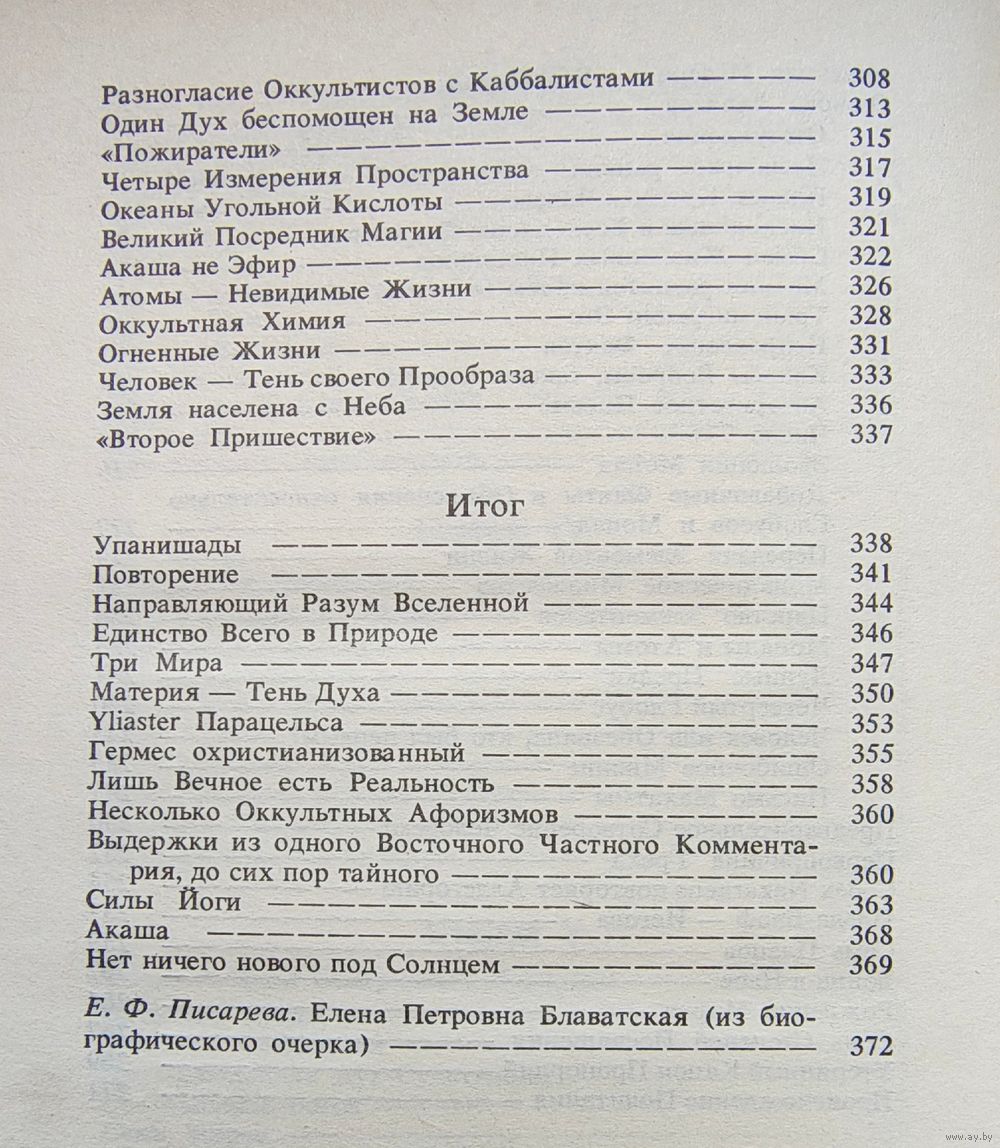 Разногласие Оккультистов с Каббалистами — — — — — 308
Один Дух беспомощен на Земле — — — — — — — — — 313
«Пожиратели» — — — — — — — — — — — — — — — — — 315
Четыре Измерения Пространства — — — — — — — — — 317
Океаны Угольной Кислоты — — — — — — — — — — — — 319
Великий Посредник Магии — — — — — — — — — — — — 321
Акаша не Эфир — — — — — — — — — — — — — — — — — 322
Атомы — Невидимые Жизни — — — — — — — — — — — 326
Оккультная Химия — — — — — — — — — — — — — — — 328
Огненные Жизни — — — — — — — — — — — — — — — — 331
Человек — Тень своего Прообраза — — — — — — — — — 333
Земля населена с Неба — — — — — — — — — — — — — 336
«Второе Пришествие» — — — — — — — — — — — — — — 337
Итог
Упанишады — — — — — — — — — — — — — — — — — — 338
Повторение — — — — — — — — — — — — — — — — — — 341
Направляющий Разум Вселенной — — — — — — — — — 344
Единство Всего в Природе — — — — — — — — — — — — 346
Три Мира — — — — — — — — — — — — — — — — — — — 347
Материя — Тень Духа — — — — — — — — — — — — — — 350
Yliaster Парацельса — — — — — — — — — — — — — — — 353
Гермес охристианизованный — — — — — — — — — — — 355
Лишь Вечное есть Реальность — — — — — — — — — — 358
Несколько Оккультных Афоризмов — — — — — — — — 360
Выдержки из одного Восточного Частного Коммента-
рия, до сих пор тайного — — — — — — — — — — — — 360
Силы Йоги — — — — — — — — — — — — — — — — — — 363
Акаша — — — — — — — — — — — — — — — — — — — — 368
Нет ничего нового под Солнцем — — — — — — — — — — 369
Е. Ф. Писарева. Елена Петровна Блаватская (из био-
графического очерка) — — — — — — — — — — — — — — 372
www.ay.by